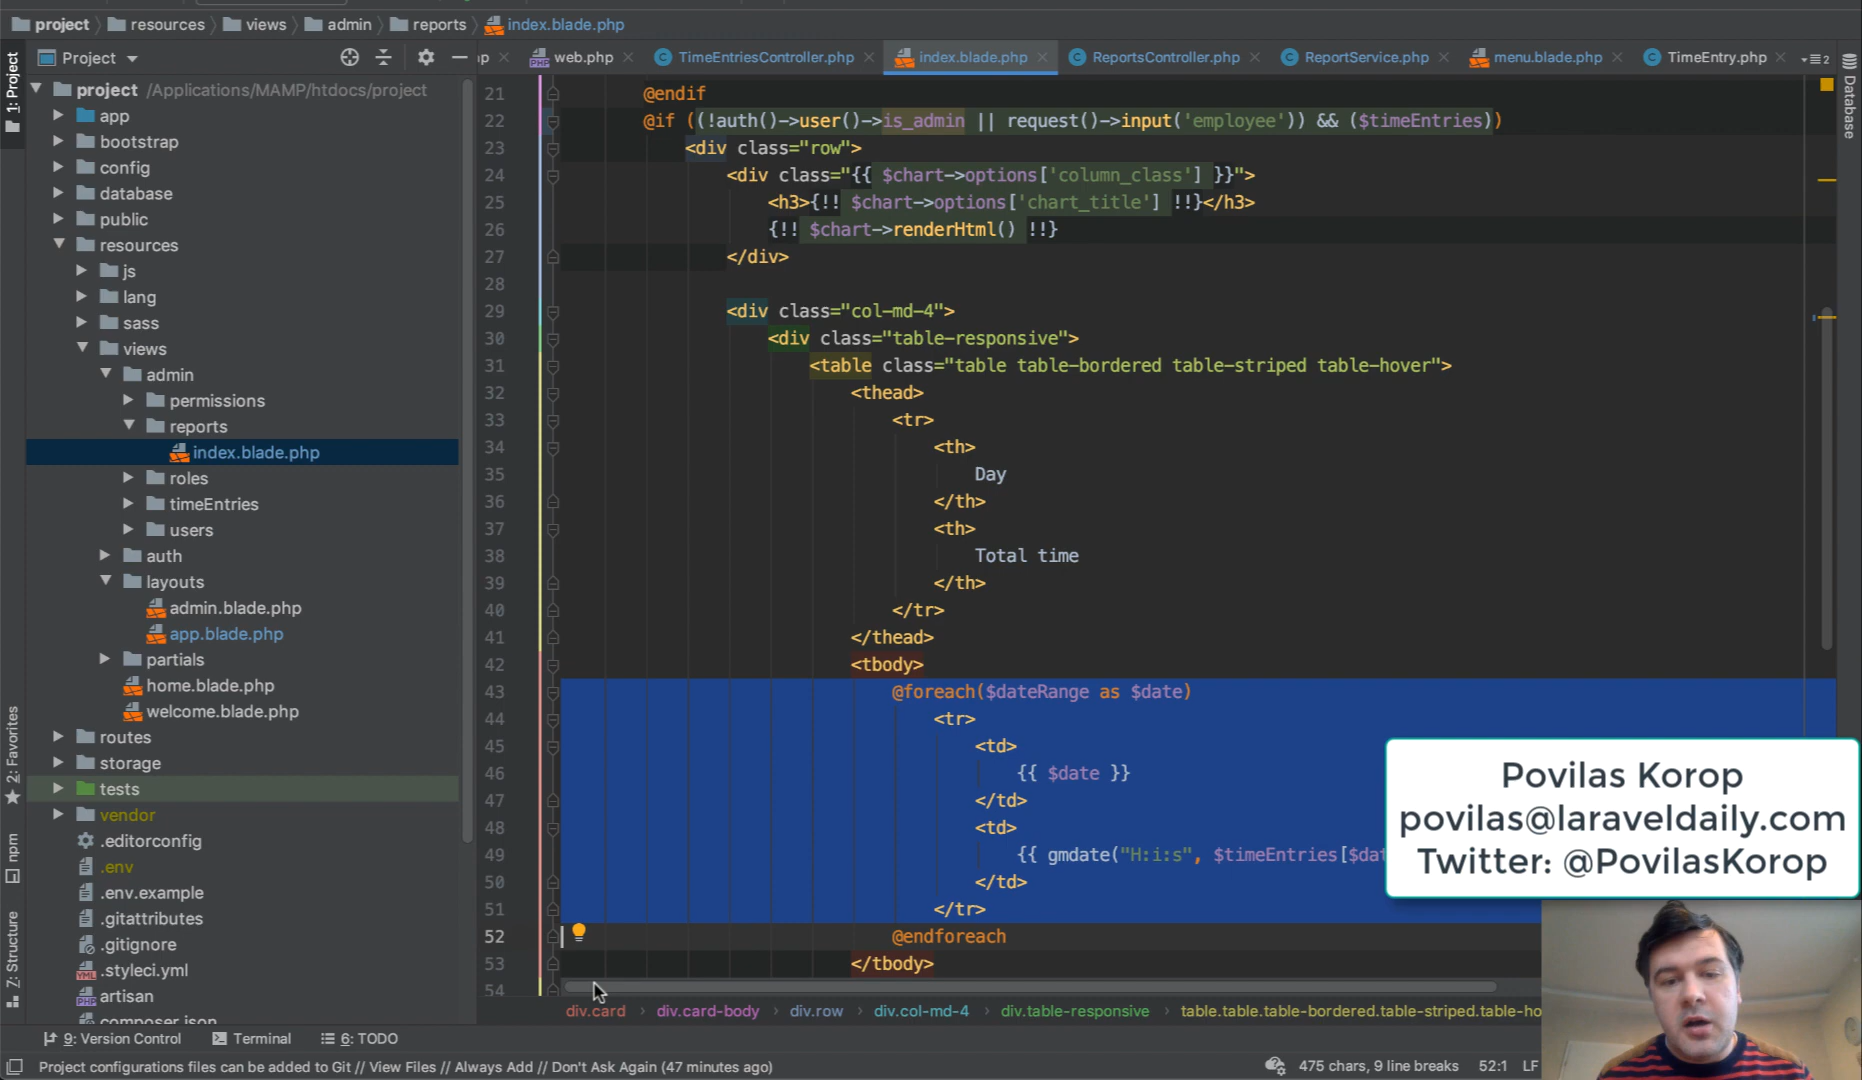 project resources views admin reports index.blade.php
Project
web.php TimeEntriesController.php index.blade.php ReportsController.php ReportService.php menu.blade.php TimeEntry.php 2
1: Project
Database
project /Applications/MAMP/htdocs/project
app
bootstrap
config
database
public
resources
js
lang
sass
views
admin
permissions
reports
index.blade.php
roles
timeEntries
users
auth
layouts
admin.blade.php
app.blade.php
partials
home.blade.php
welcome.blade.php
routes
storage
tests
vendor
.editorconfig
.env
.env.example
.gitattributes
.gitignore
.styleci.yml
artisan
composer.json
2: Favorites
npm
7: Structure
21 @endif
22 @if ((!auth()->user()->is_admin || request()->input('employee')) && ($timeEntries))
23 <div class="row">
24 <div class="{{ $chart->options['column_class'] }}">
25 <h3>{!! $chart->options['chart_title'] !!}</h3>
26 {!! $chart->renderHtml() !!}
27 </div>
28
29 <div class="col-md-4">
30 <div class="table-responsive">
31 <table class="table table-bordered table-striped table-hover">
32 <thead>
33 <tr>
34 <th>
35 Day
36 </th>
37 <th>
38 Total time
39 </th>
40 </tr>
41 </thead>
42 <tbody>
43 @foreach($dateRange as $date)
44 <tr>
45 <td>
46 {{ $date }}
47 </td>
48 <td>
49 {{ gmdate("H:i:s", $timeEntries[$dat
50 </td>
51 </tr>
52 @endforeach
53 </tbody>
54
Povilas Korop
povilas@laraveldaily.com
Twitter: @PovilasKorop
div.card div.card-body div.row div.col-md-4 div.table-responsive table.table.table-bordered.table-striped.table-ho
9: Version Control Terminal 6: TODO
Project configurations files can be added to Git // View Files // Always Add // Don't Ask Again (47 minutes ago) 475 chars, 9 line breaks 52:1 LF